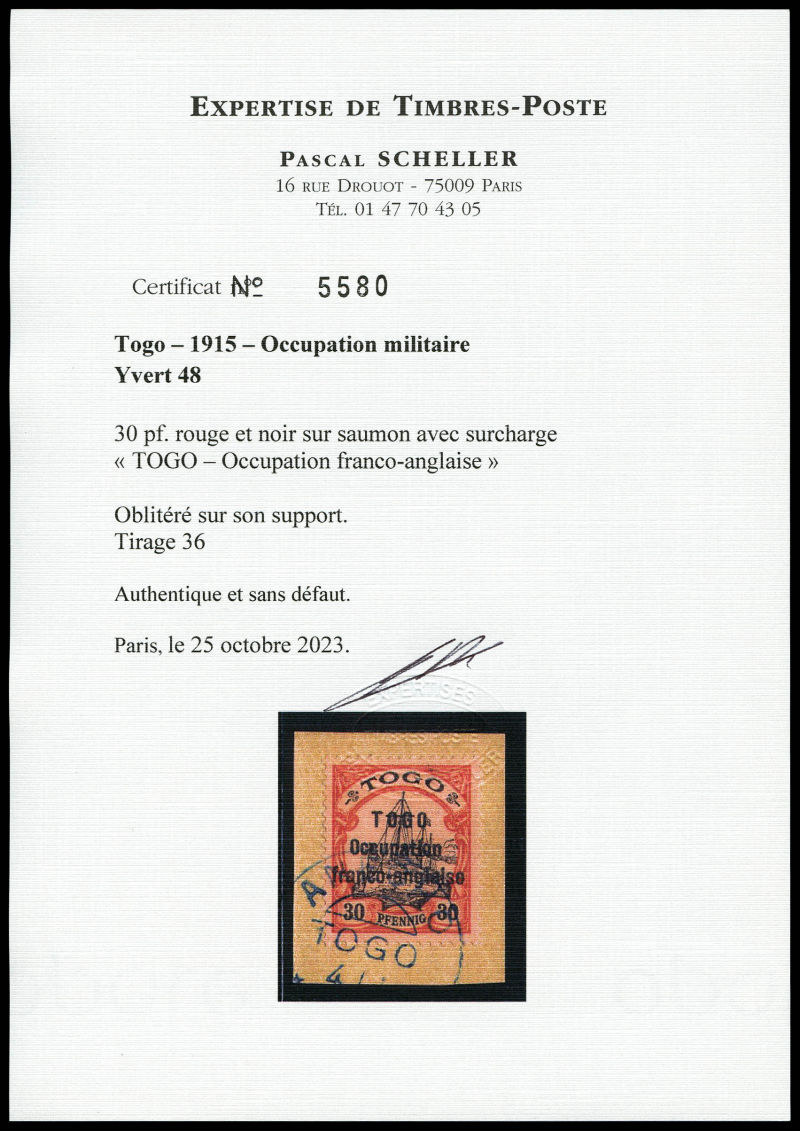 EXPERTISE DE TIMBRES-POSTE
PASCAL SCHELLER
16 RUE DROUOT - 75009 PARIS
TÉL. 01 47 70 43 05
Certificat Nº 5580
Togo – 1915 – Occupation militaire
Yvert 48
30 pf. rouge et noir sur saumon avec surcharge
« TOGO – Occupation franco-anglaise »
Oblitéré sur son support.
Tirage 36
Authentique et sans défaut.
Paris, le 25 octobre 2023.
EXPERTISES
TOGO
TOGO
Occupation
franco-anglaise
30 PFENNIG 30
TOGO